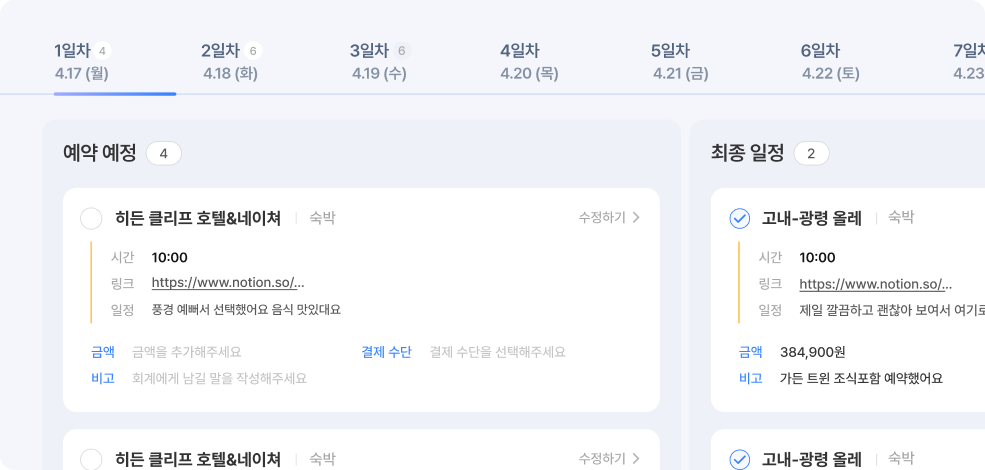 1일차 4
4.17 (월)
2일차 6
4.18 (화)
3일차 6
4.19 (수)
4일차
4.20 (목)
5일차
4.21 (금)
6일차
4.22 (토)
7일차
4.23
예약 예정 4
히든 클리프 호텔&네이쳐 숙박 수정하기
시간 10:00
링크 https://www.notion.so/...
일정 풍경 예뻐서 선택했어요 음식 맛있대요
금액 금액을 추가해주세요 결제 수단 결제 수단을 선택해주세요
비고 회계에게 남길 말을 작성해주세요
히든 클리프 호텔&네이쳐 숙박 수정하기
최종 일정 2
고내-광령 올레 숙박
시간 10:00
링크 https://www.notion.so/...
일정 제일 깔끔하고 괜찮아 보여서 여기로
금액 384,900원
비고 가든 트윈 조식포함 예약했어요
고내-광령 올레 숙박